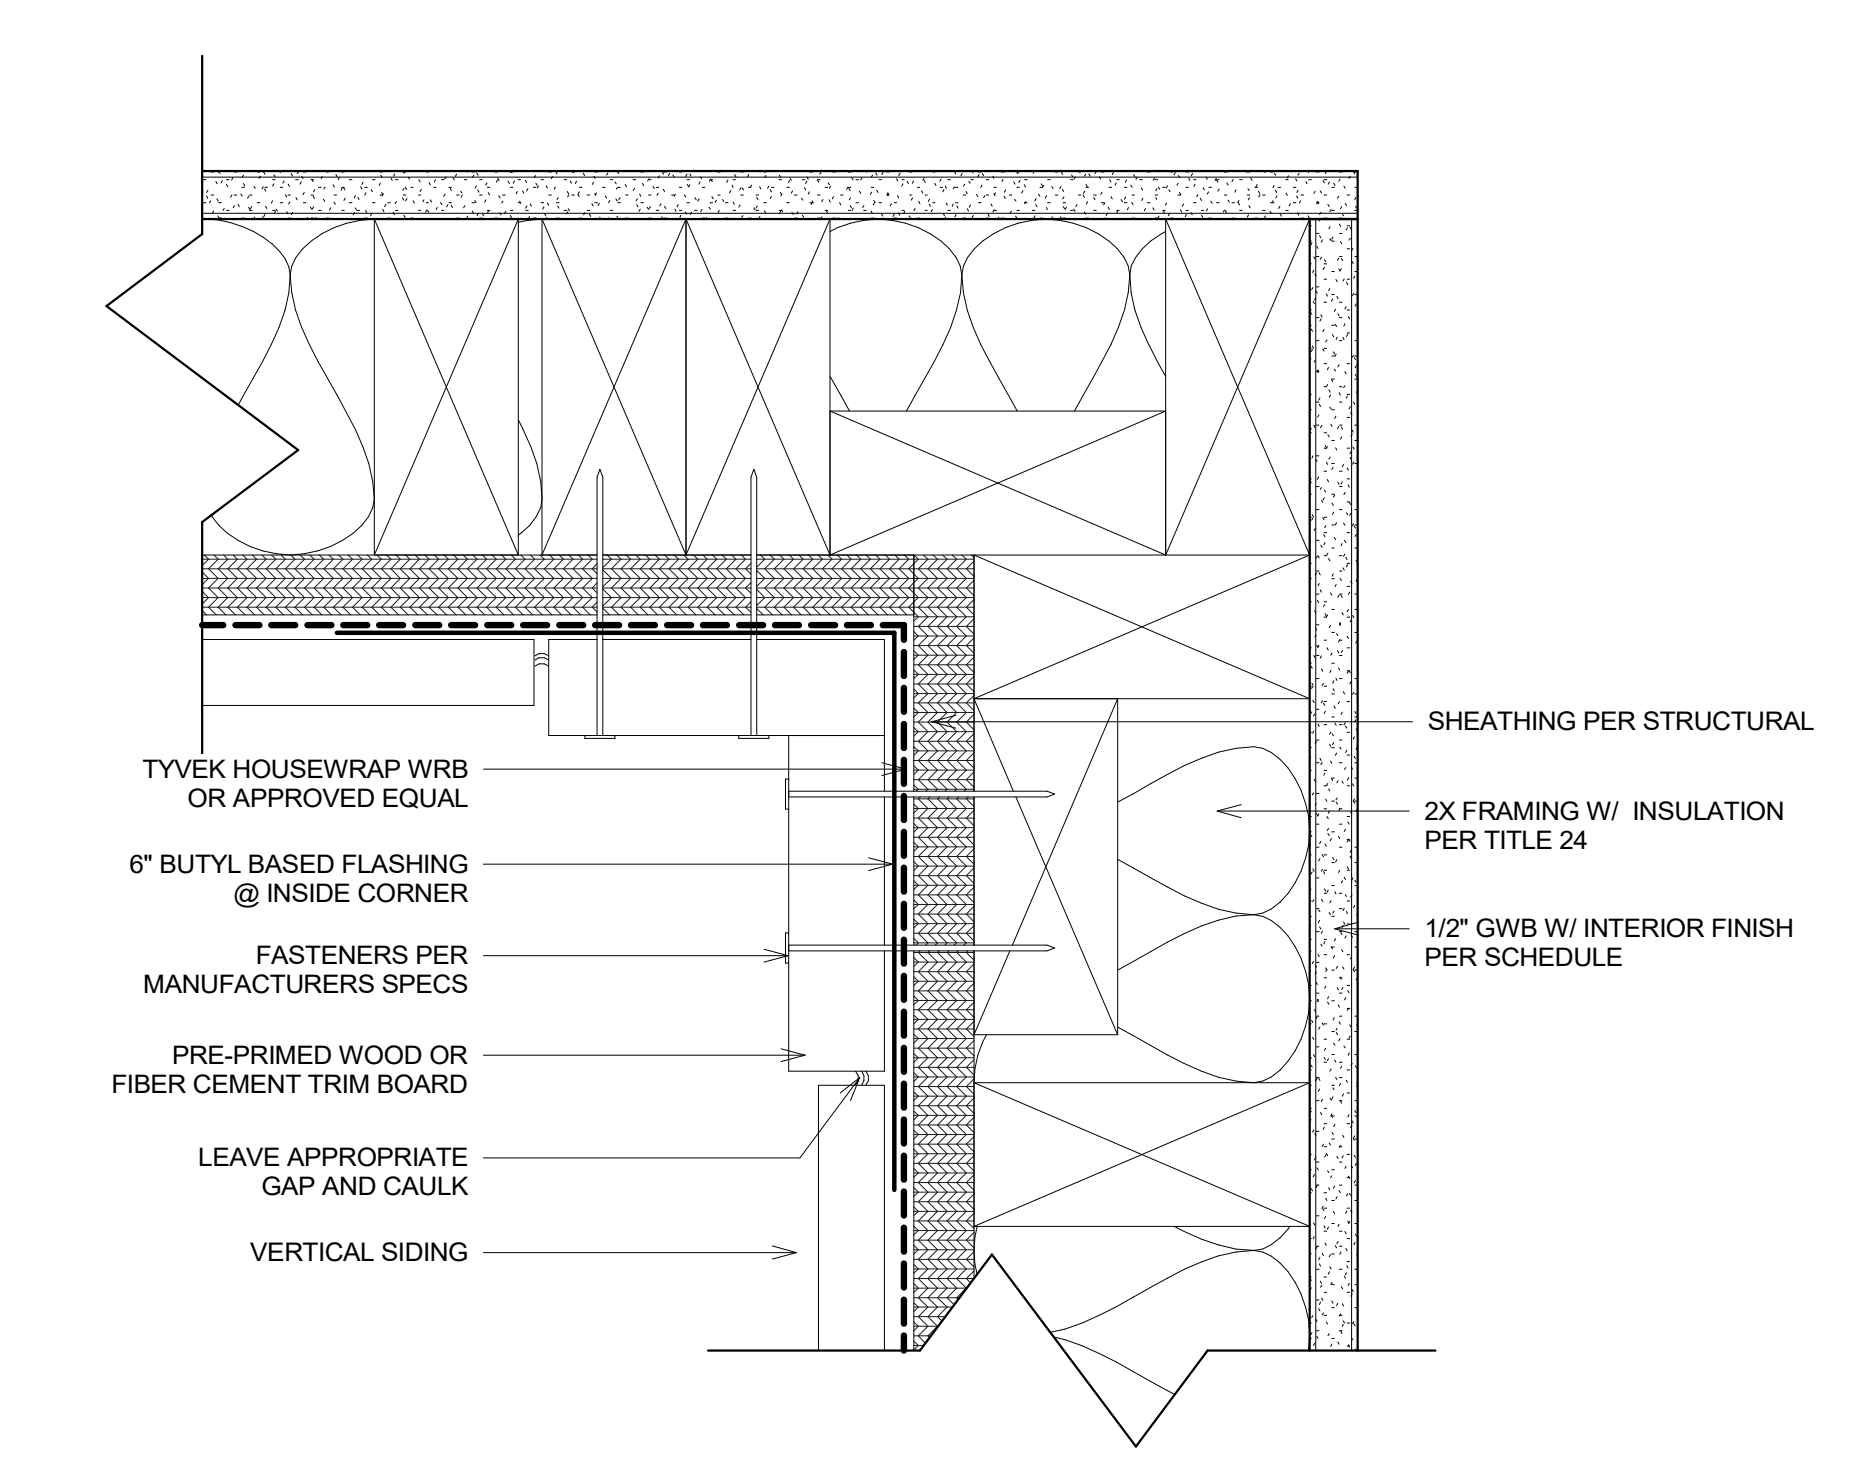 TYVEK HOUSEWRAP WRB
OR APPROVED EQUAL
6" BUTYL BASED FLASHING
@ INSIDE CORNER
FASTENERS PER
MANUFACTURERS SPECS
PRE-PRIMED WOOD OR
FIBER CEMENT TRIM BOARD
LEAVE APPROPRIATE
GAP AND CAULK
VERTICAL SIDING
SHEATHING PER STRUCTURAL
2X FRAMING W/ INSULATION
PER TITLE 24
1/2" GWB W/ INTERIOR FINISH
PER SCHEDULE